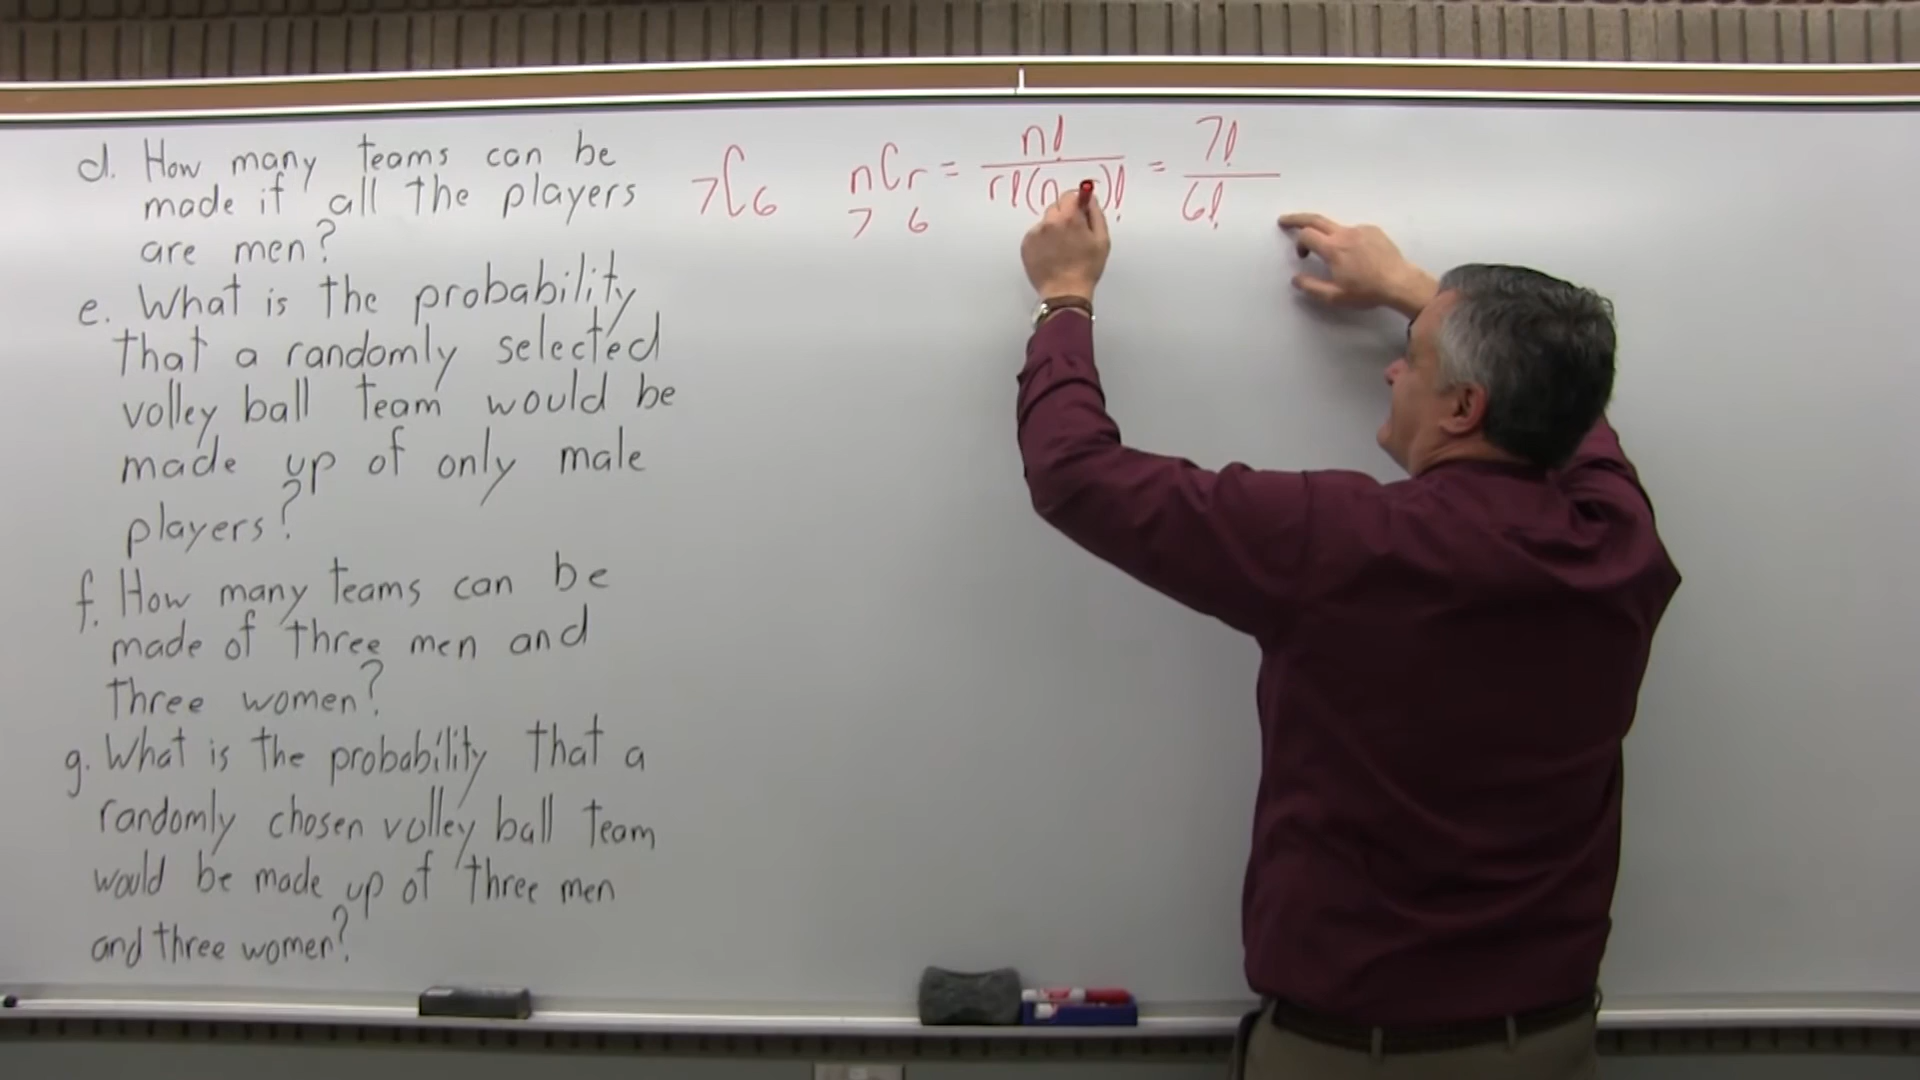 d. How many teams can be
made if all the players
are men?
e. What is the probability
that a randomly selected
volley ball team would be
made up of only male
players?
f. How many teams can be
made of three men and
three women?
g. What is the probability that a
randomly chosen volley ball team
would be made up of three men
and three women?
7C6
nCr = n! / r!(n-r)! = 7! / 6!
7 6